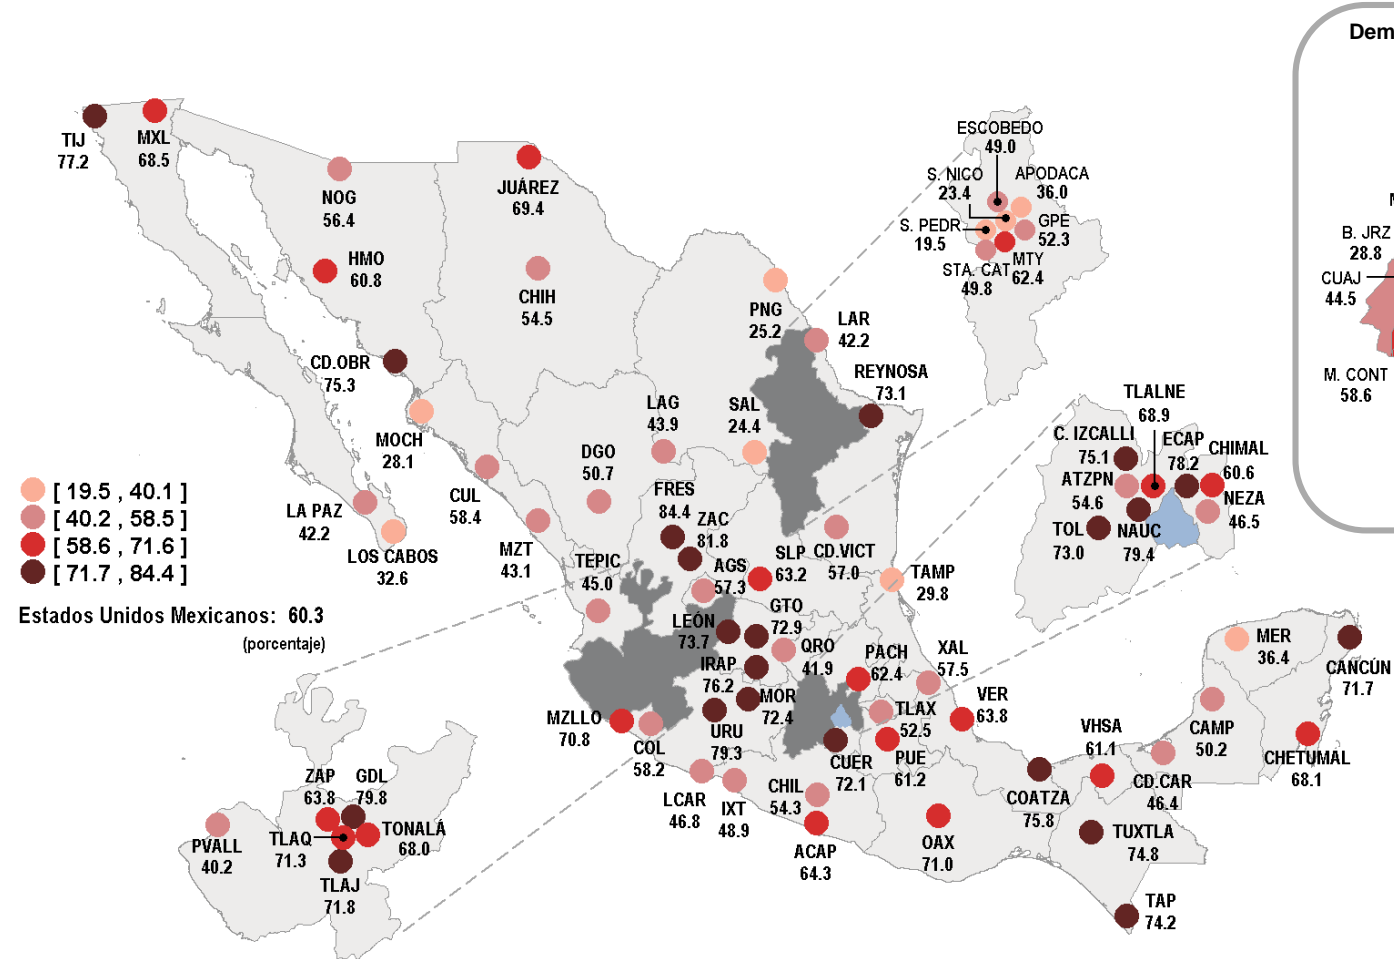 Dem
TIJ
77.2
MXL
68.5
NOG
56.4
JUÁREZ
69.4
HMO
60.8
CHIH
54.5
CD.OBR
75.3
MOCH
28.1
LA PAZ
42.2
LOS CABOS
32.6
CUL
58.4
MZT
43.1
DGO
50.7
LAG
43.9
SAL
24.4
PNG
25.2
LAR
42.2
REYNOSA
73.1
FRES
84.4
ZAC
81.8
AGS
57.3
SLP
63.2
CD.VICT
57.0
TAMP
29.8
TEPIC
45.0
LEÓN
73.7
GTO
72.9
QRO
41.9
IRAP
76.2
MOR
72.4
URU
79.3
PACH
62.4
XAL
57.5
TLAX
52.5
VER
63.8
CUER
72.1
PUE
61.2
MZLLO
70.8
COL
58.2
LCAR
46.8
IXT
48.9
CHIL
54.3
ACAP
64.3
OAX
71.0
COATZA
75.8
VHSA
61.1
CD.CAR
46.4
TUXTLA
74.8
TAP
74.2
CAMP
50.2
MER
36.4
CANCÚN
71.7
CHETUMAL
68.1
ESCOBEDO
49.0
S. NICO
23.4
APODACA
36.0
S. PEDR
19.5
GPE
52.3
STA. CAT
49.8
MTY
62.4
TLALNE
68.9
C. IZCALLI
75.1
ECAP
78.2
CHIMAL
60.6
ATZPN
54.6
NEZA
46.5
TOL
73.0
NAUC
79.4
B. JRZ
28.8
CUAJ
44.5
M. CONT
58.6
M
ZAP
63.8
GDL
79.8
TLAQ
71.3
TONALÁ
68.0
PVALL
40.2
TLAJ
71.8
[ 19.5 , 40.1 ]
[ 40.2 , 58.5 ]
[ 58.6 , 71.6 ]
[ 71.7 , 84.4 ]
Estados Unidos Mexicanos: 60.3
(porcentaje)